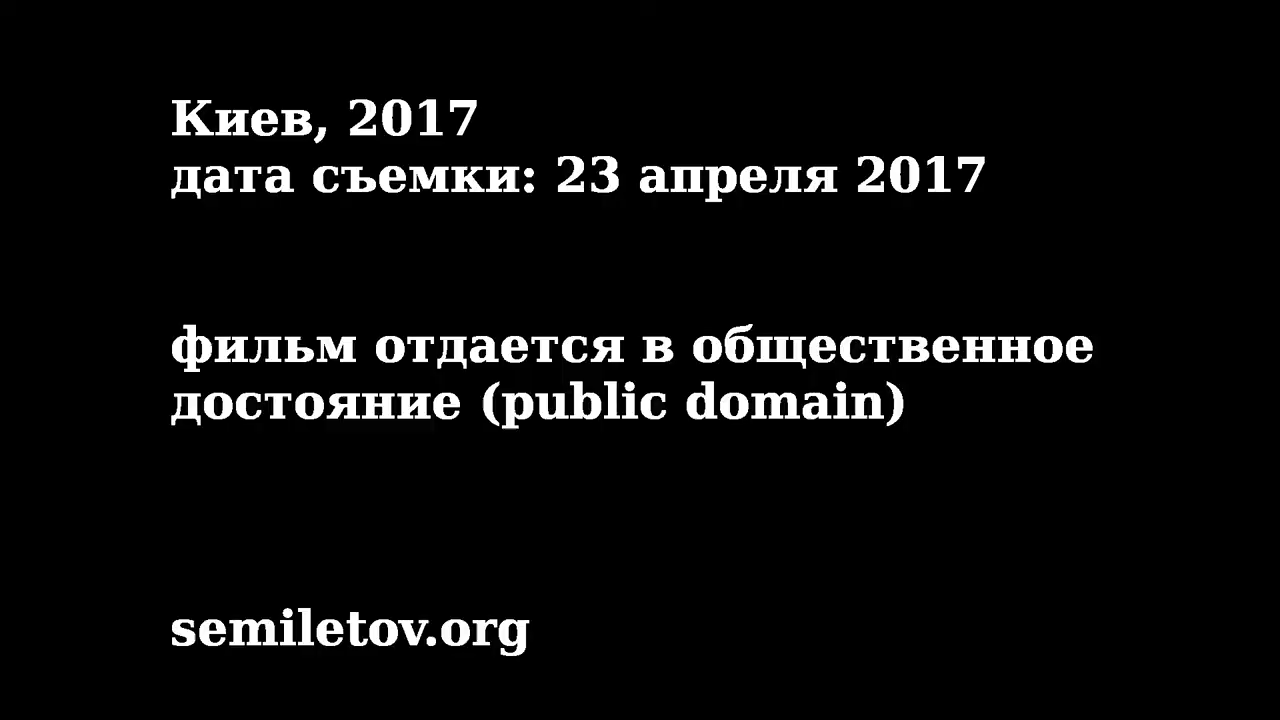 Киев, 2017
дата съемки: 23 апреля 2017
фильм отдается в общественное
достояние (public domain)
semiletov.org